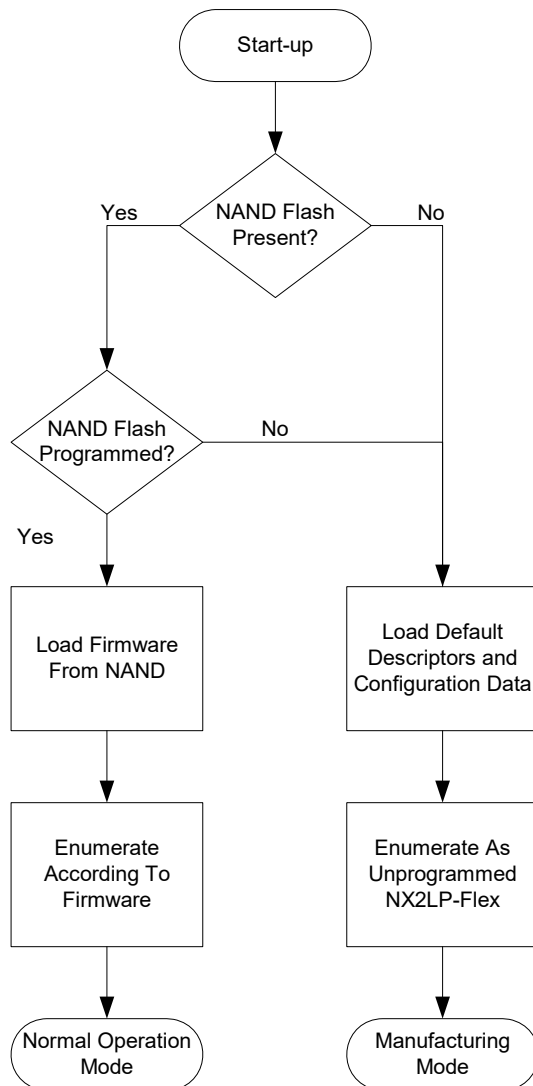 Start-up
NAND Flash
Present?
Yes
No
NAND Flash
Programmed?
No
Yes
Load Firmware
From NAND
Load Default
Descriptors and
Configuration Data
Enumerate
According To
Firmware
Enumerate As
Unprogrammed
NX2LP-Flex
Normal Operation
Mode
Manufacturing
Mode